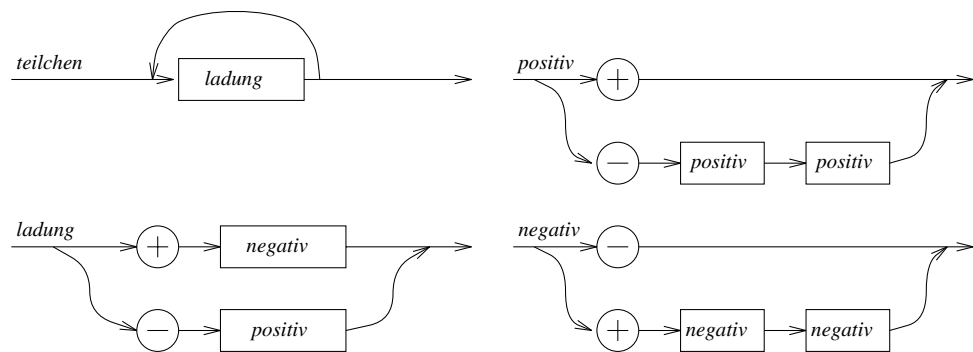 teilchen
ladung
positiv
+
− positiv positiv
ladung
+ negativ
− positiv
negativ
−
+ negativ negativ